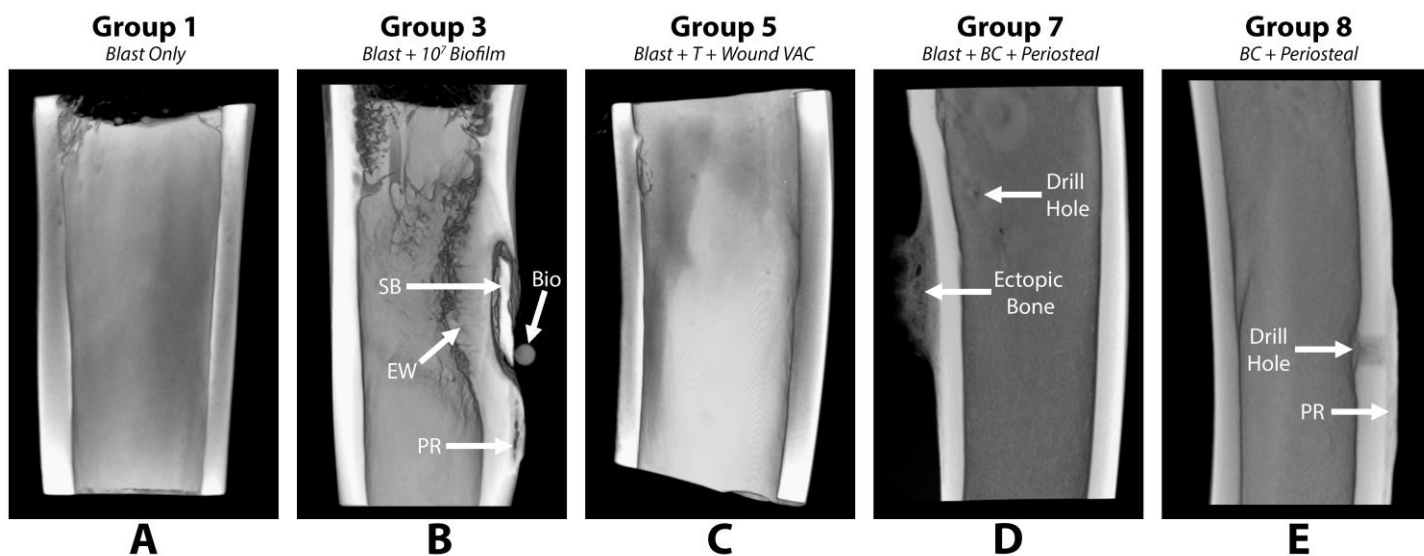 Group 1
Blast Only
Group 3
Blast + 10⁷ Biofilm
Group 5
Blast + T + Wound VAC
Group 7
Blast + BC + Periosteal
Group 8
BC + Periosteal
SB
Bio
EW
PR
Drill
Hole
Ectopic
Bone
Drill
Hole
PR
A
B
C
D
E